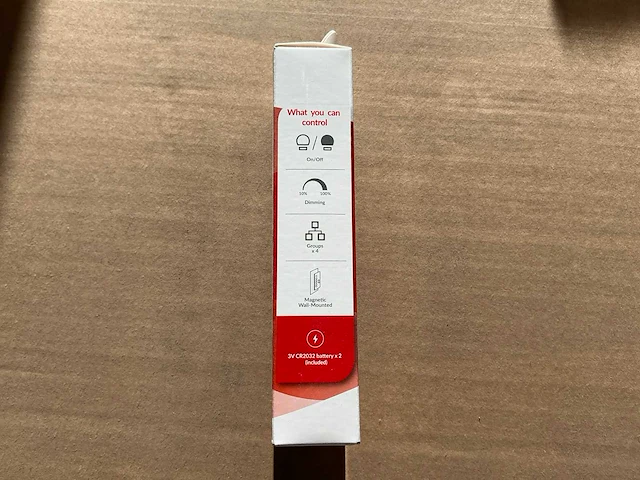 What you can
control
On/Off
10% 100%
Dimming
Groups
x 4
Magnetic
Wall-Mounted
3V CR2032 battery x 2
(included)